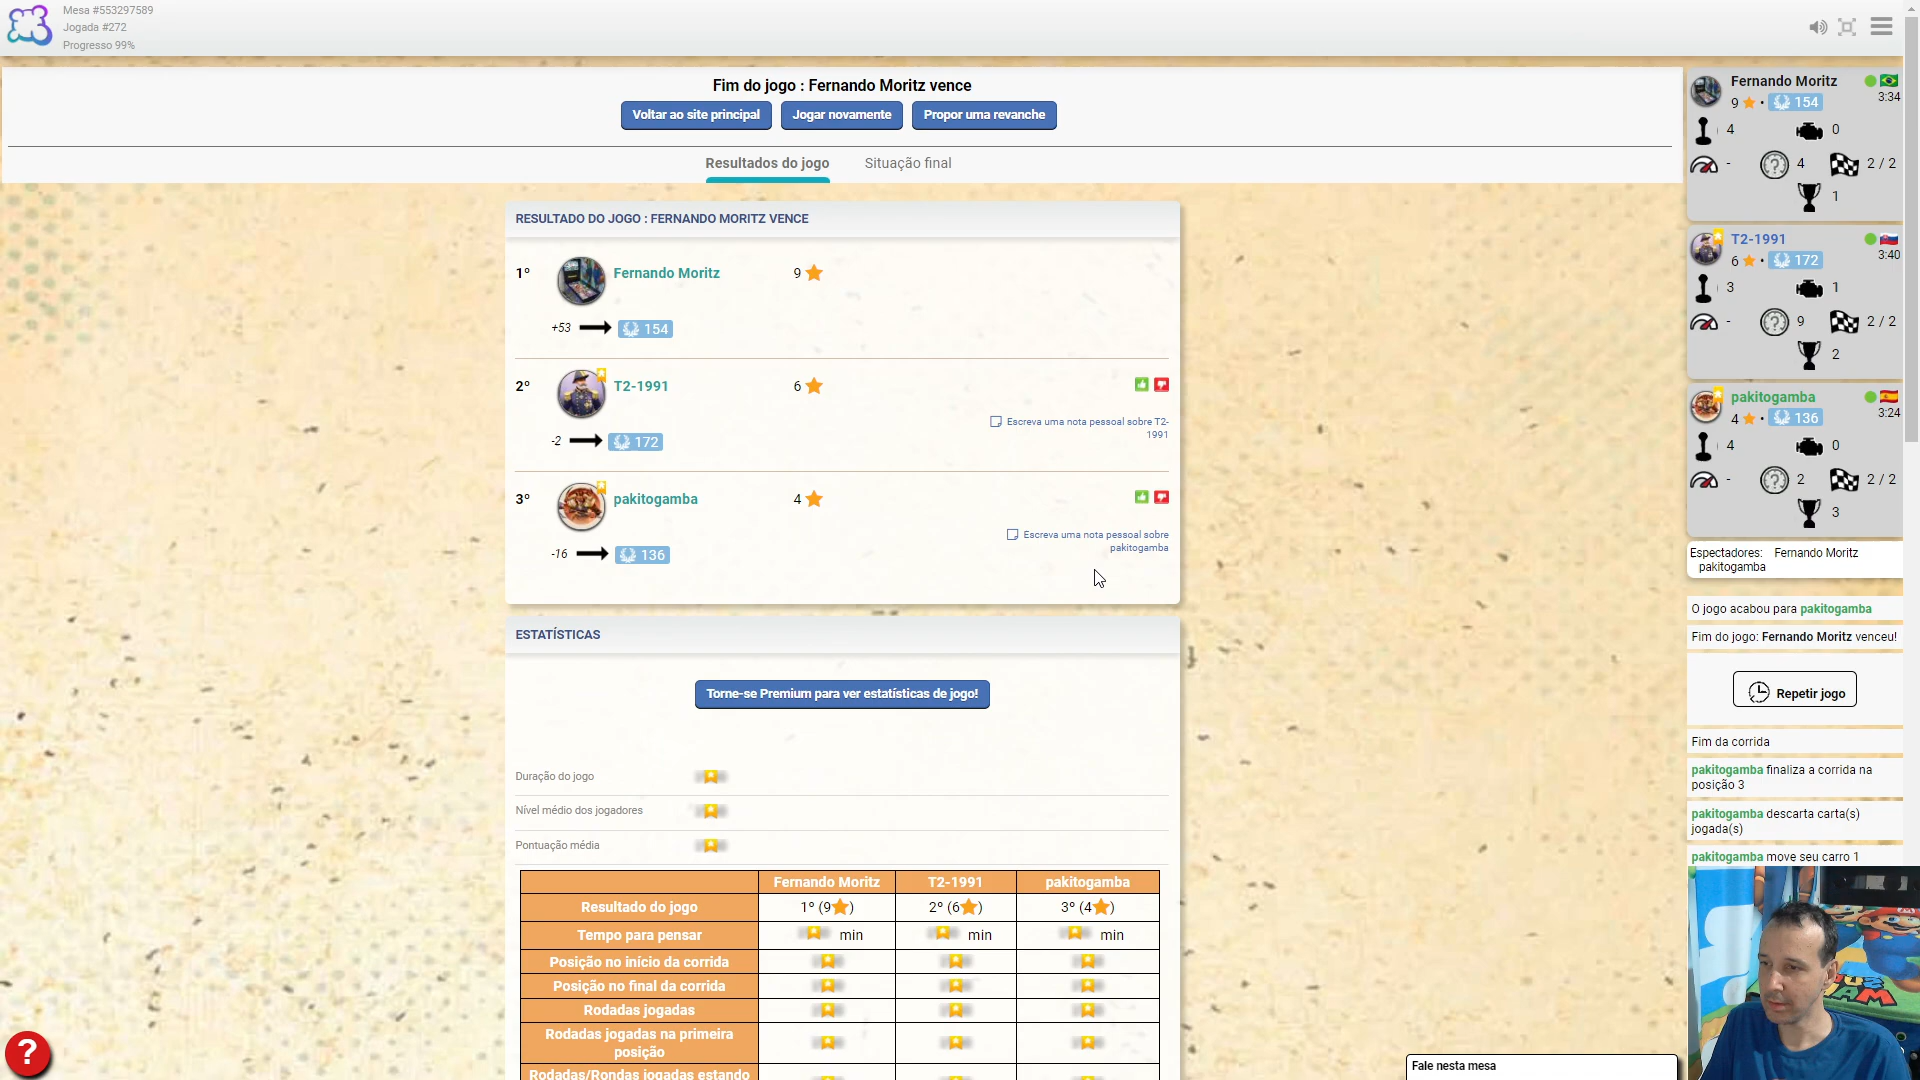 Mesa #553297589
Jogada #272
Progresso 99%
Fim do jogo : Fernando Moritz vence
Voltar ao site principal
Jogar novamente
Propor uma revanche
Resultados do jogo
Situação final
RESULTADO DO JOGO : FERNANDO MORITZ VENCE
1º
Fernando Moritz
9
+53
154
2º
T2-1991
6
Escreva uma nota pessoal sobre T2-
1991
-2
172
3º
pakitogamba
4
Escreva uma nota pessoal sobre
pakitogamba
-16
136
ESTATÍSTICAS
Torne-se Premium para ver estatísticas de jogo!
Duração do jogo
Nível médio dos jogadores
Pontuação média
Fernando Moritz T2-1991 pakitogamba
Resultado do jogo 1º (9) 2º (6) 3º (4)
Tempo para pensar min min min
Posição no início da corrida
Posição no final da corrida
Rodadas jogadas
Rodadas jogadas na primeira
posição
Rodadas/Rondas jogadas estando
?
Fernando Moritz
9 • 154 3:34
4 0
- ? 4 2 / 2
1
T2-1991
6 • 172 3:40
3 1
- ? 9 2 / 2
2
pakitogamba
4 • 136 3:24
4 0
- ? 2 2 / 2
3
Espectadores: Fernando Moritz
pakitogamba
O jogo acabou para pakitogamba
Fim do jogo: Fernando Moritz venceu!
Repetir jogo
Fim da corrida
pakitogamba finaliza a corrida na
posição 3
pakitogamba descarta carta(s)
jogada(s)
pakitogamba move seu carro 1
Fale nesta mesa